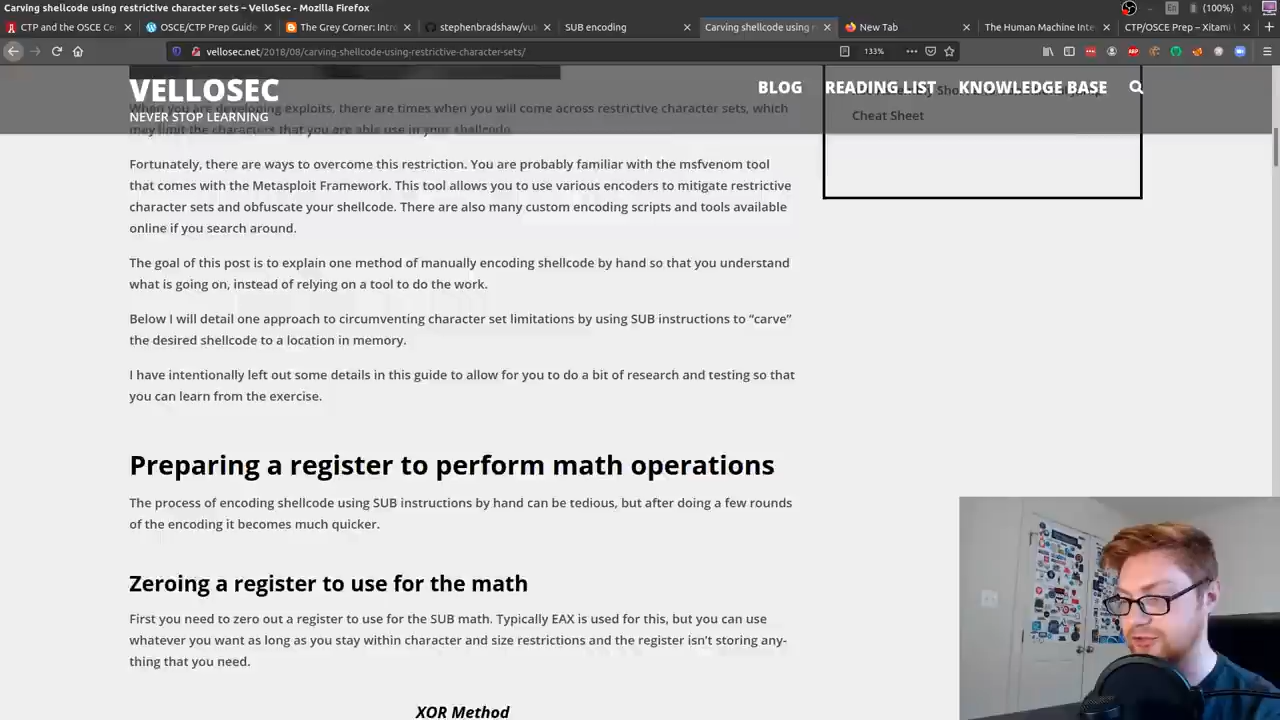 Carving shellcode using restrictive character sets – VelloSec - Mozilla Firefox
En
(100%)
CTP and the OSCE Ce
OSCE/CTP Prep Guide
The Grey Corner: Intro
stephenbradshaw/vul
SUB encoding
Carving shellcode using r
New Tab
The Human Machine Inte
CTP/OSCE Prep – Xitami
vellosec.net/2018/08/carving-shellcode-using-restrictive-character-sets/
133%
VELLOSEC
NEVER STOP LEARNING
BLOG
READING LIST
KNOWLEDGE BASE
Cheat Sheet
When you are developing exploits, there are times when you will come across restrictive character sets, which
may limit the characters that you are able use in your shellcode.
Fortunately, there are ways to overcome this restriction. You are probably familiar with the msfvenom tool
that comes with the Metasploit Framework. This tool allows you to use various encoders to mitigate restrictive
character sets and obfuscate your shellcode. There are also many custom encoding scripts and tools available
online if you search around.
The goal of this post is to explain one method of manually encoding shellcode by hand so that you understand
what is going on, instead of relying on a tool to do the work.
Below I will detail one approach to circumventing character set limitations by using SUB instructions to “carve”
the desired shellcode to a location in memory.
I have intentionally left out some details in this guide to allow for you to do a bit of research and testing so that
you can learn from the exercise.
Preparing a register to perform math operations
The process of encoding shellcode using SUB instructions by hand can be tedious, but after doing a few rounds
of the encoding it becomes much quicker.
Zeroing a register to use for the math
First you need to zero out a register to use for the SUB math. Typically EAX is used for this, but you can use
whatever you want as long as you stay within character and size restrictions and the register isn’t storing any-
thing that you need.
XOR Method